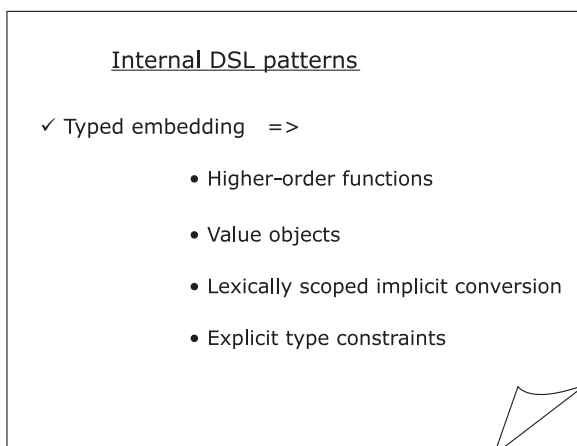 Internal DSL patterns
✓ Typed embedding =>
• Higher-order functions
• Value objects
• Lexically scoped implicit conversion
• Explicit type constraints